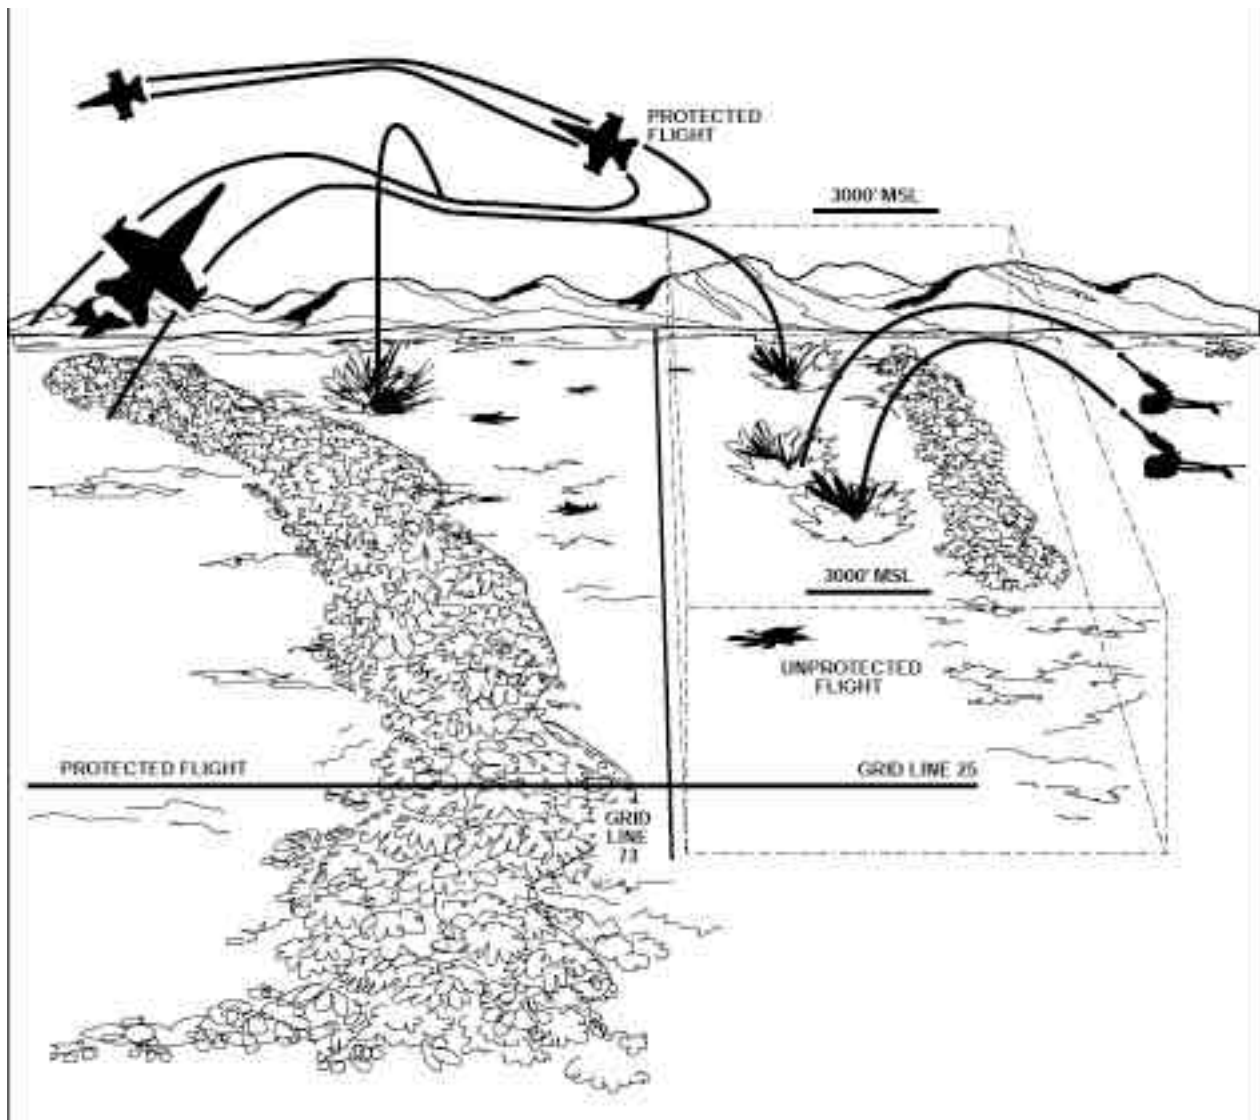 PROTECTED
FLIGHT
3000' MSL
3000' MSL
UNPROTECTED
FLIGHT
PROTECTED FLIGHT
GRID LINE 25
GRID
LINE
73